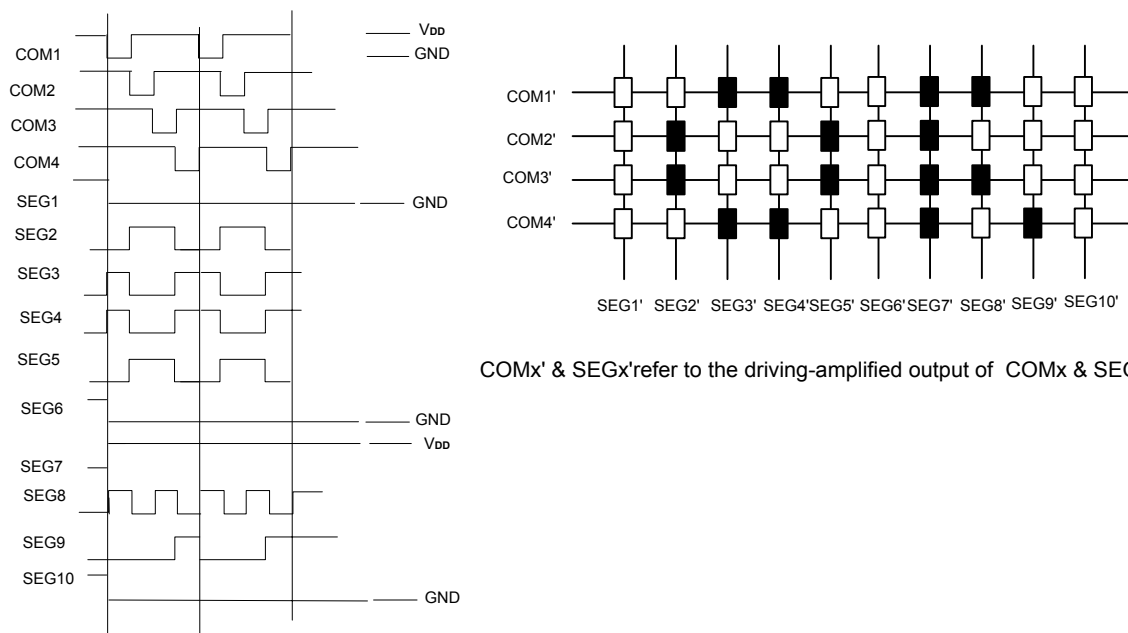 COM1
VDD
GND
COM2
COM3
COM4
SEG1
GND
SEG2
SEG3
SEG4
SEG5
SEG6
GND
VDD
SEG7
SEG8
SEG9
SEG10
GND
COM1'
COM2'
COM3'
COM4'
SEG1' SEG2' SEG3' SEG4' SEG5' SEG6' SEG7' SEG8' SEG9' SEG10'
COMx' & SEGx'refer to the driving-amplified output of COMx &